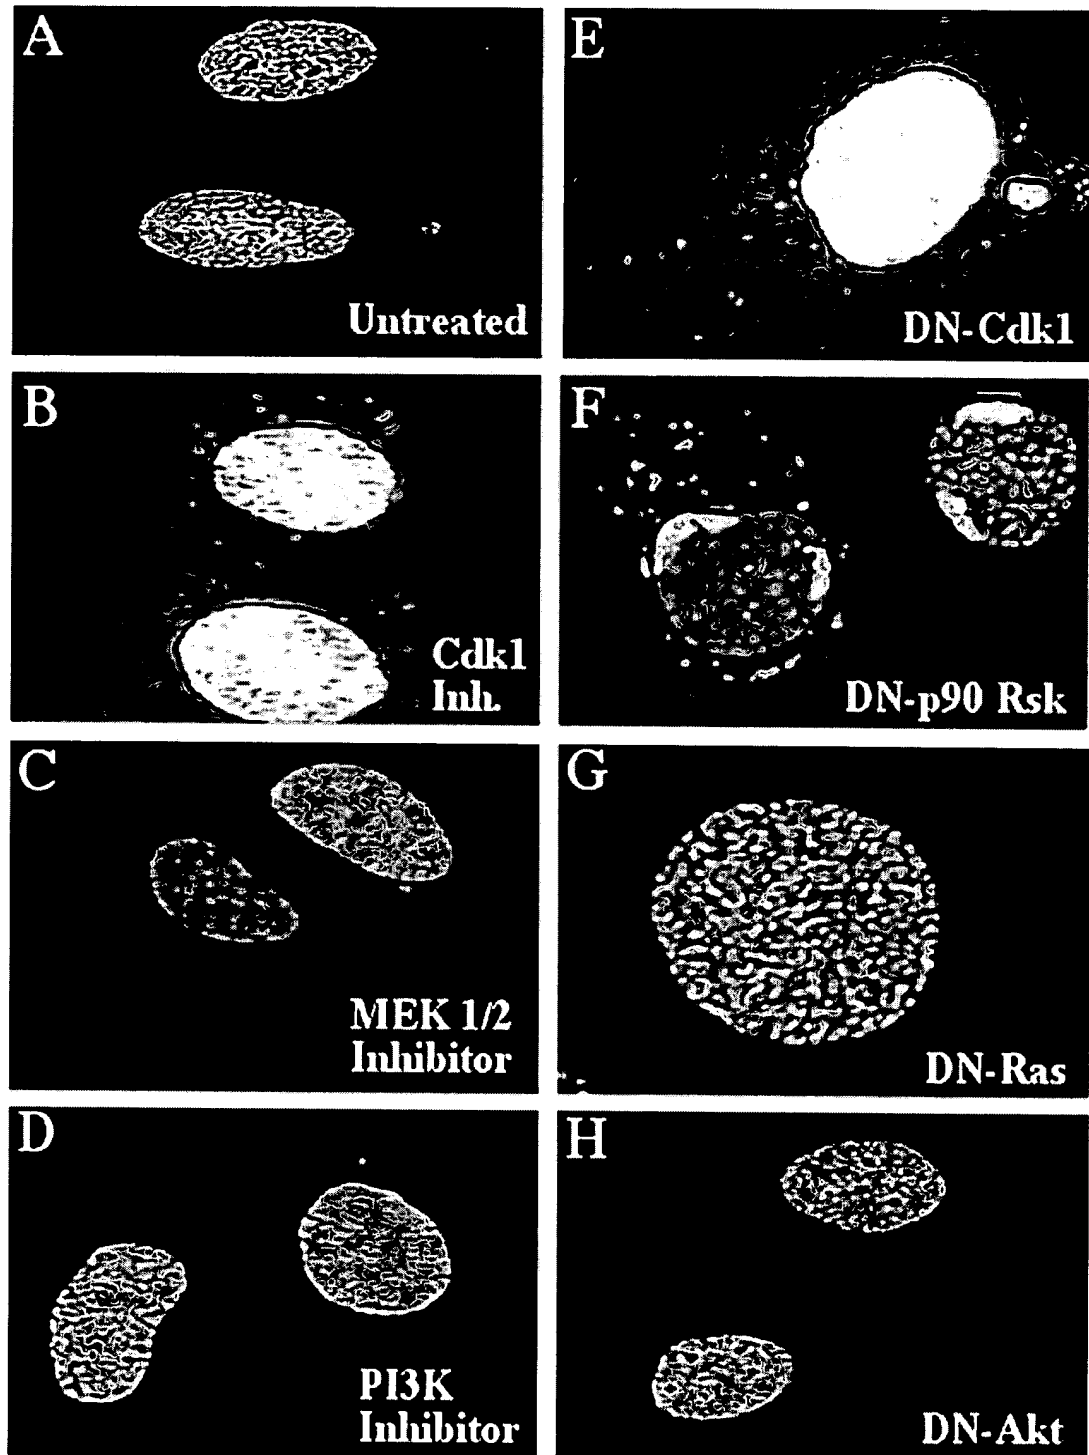 A
Untreated
B
Cdk1
Inh.
C
MEK 1/2
Inhibitor
D
PI3K
Inhibitor
E
DN-Cdk1
F
DN-p90 Rsk
G
DN-Ras
H
DN-Akt